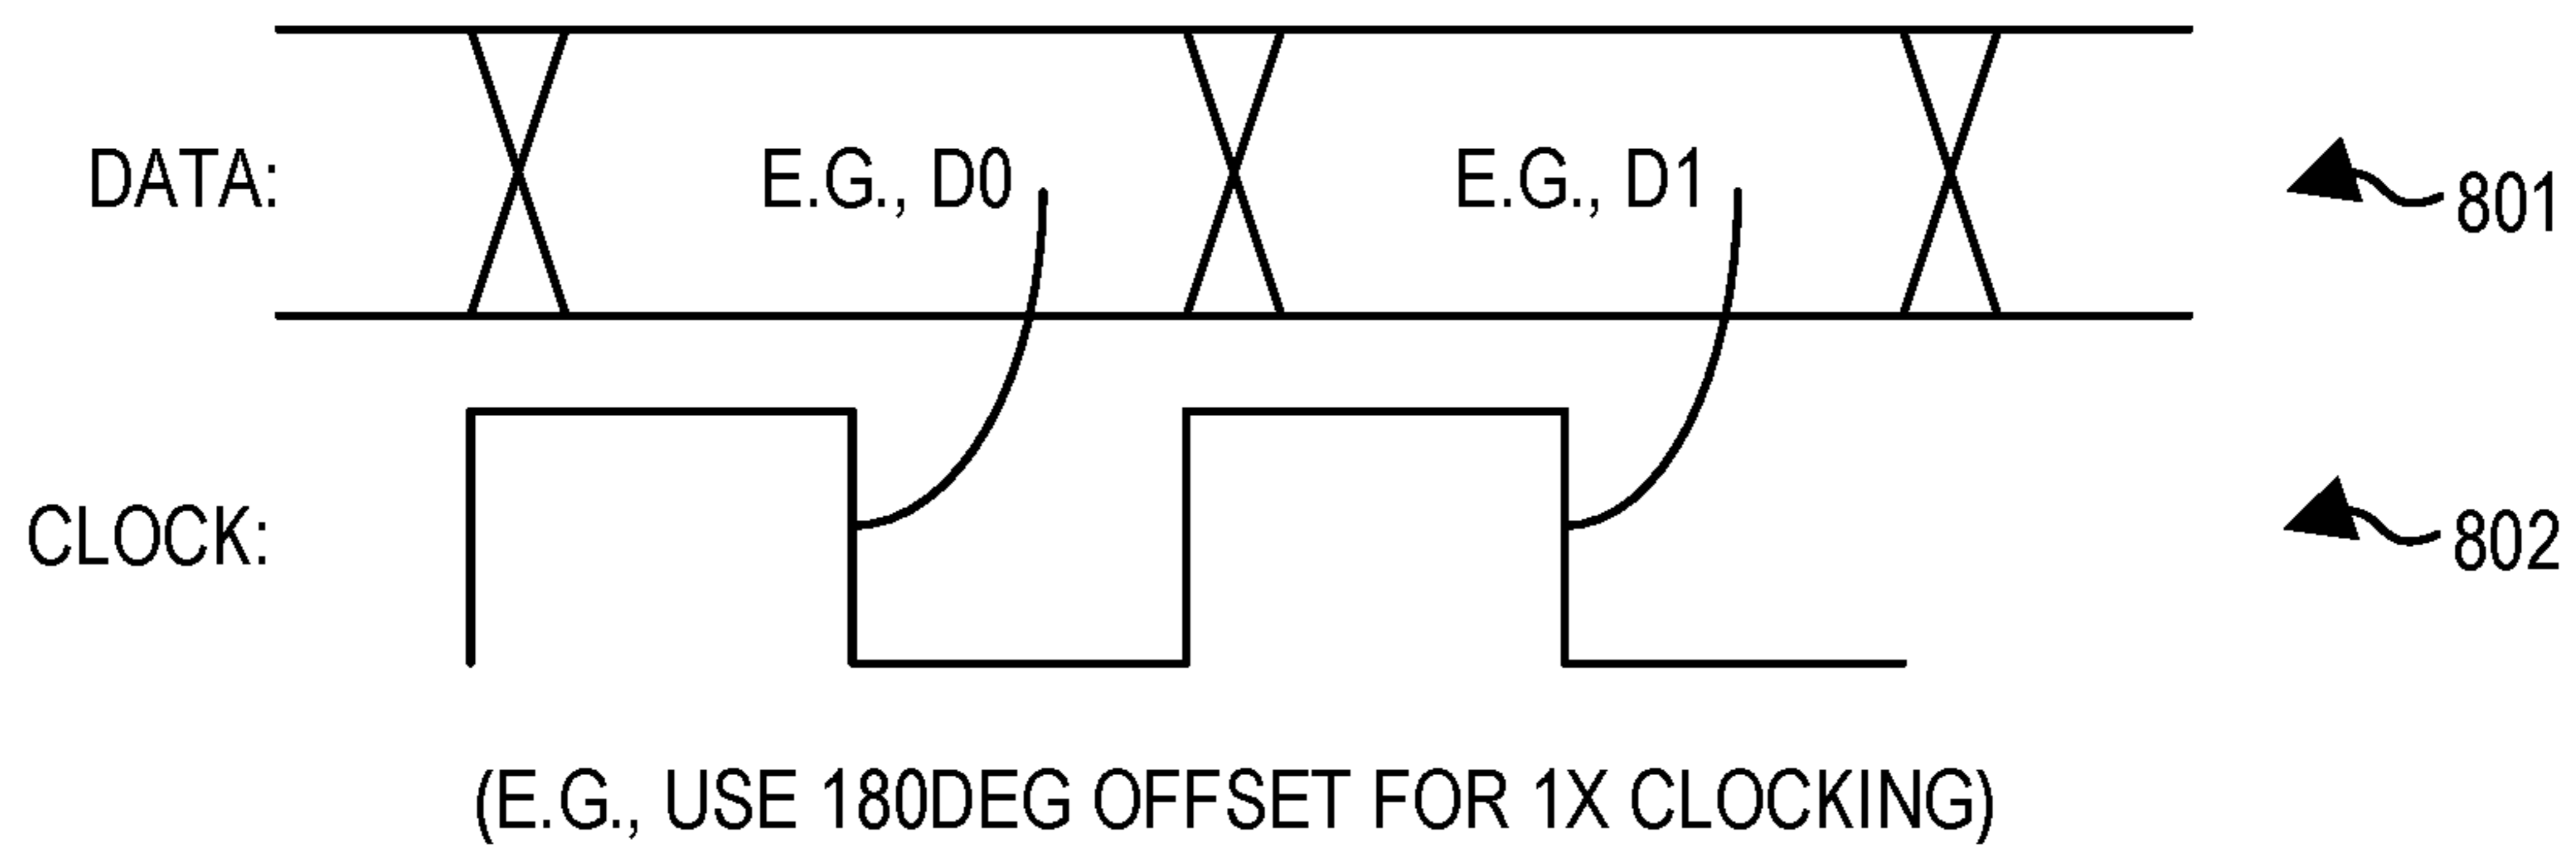 DATA:
E.G., D0
E.G., D1
801
CLOCK:
802
(E.G., USE 180DEG OFFSET FOR 1X CLOCKING)